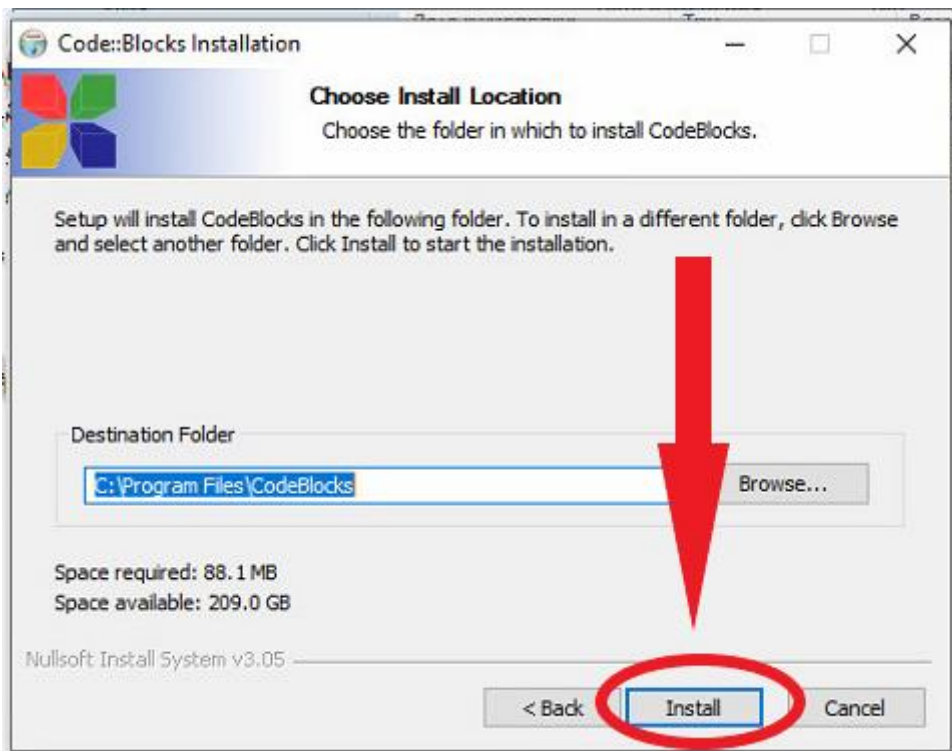 Code::Blocks Installation
Choose Install Location
Choose the folder in which to install CodeBlocks.
Setup will install CodeBlocks in the following folder. To install in a different folder, click Browse
and select another folder. Click Install to start the installation.
Destination Folder
C:\Program Files\CodeBlocks
Browse...
Space required: 88.1 MB
Space available: 209.0 GB
Nullsoft Install System v3.05
< Back
Install
Cancel